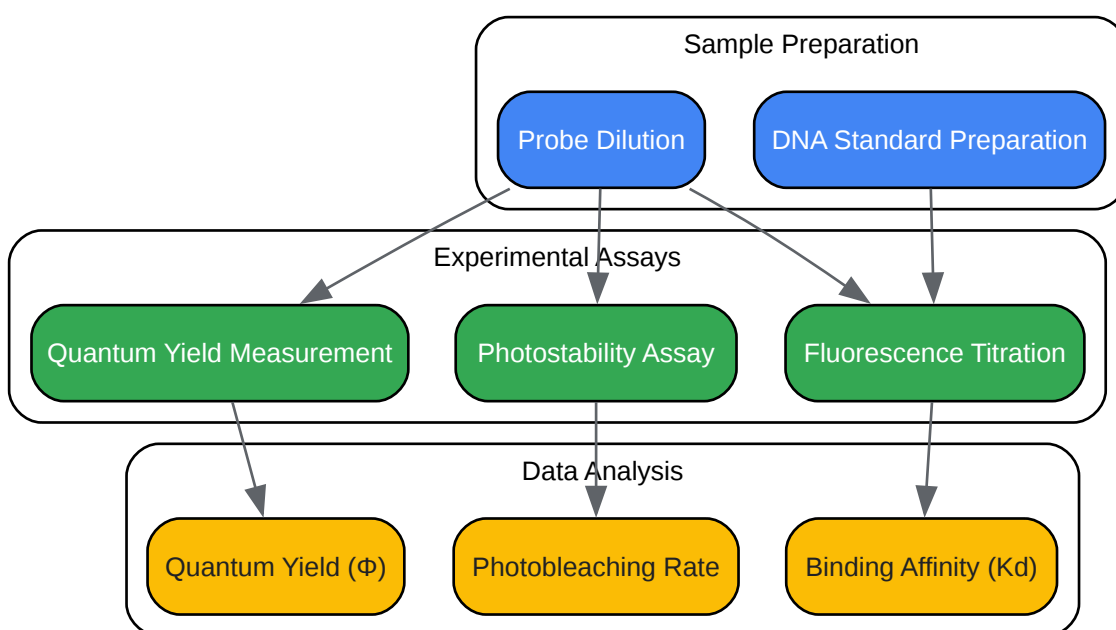 Sample Preparation
Probe Dilution
DNA Standard Preparation
Experimental Assays
Quantum Yield Measurement
Photostability Assay
Fluorescence Titration
Data Analysis
Quantum Yield (Φ)
Photobleaching Rate
Binding Affinity (Kd)